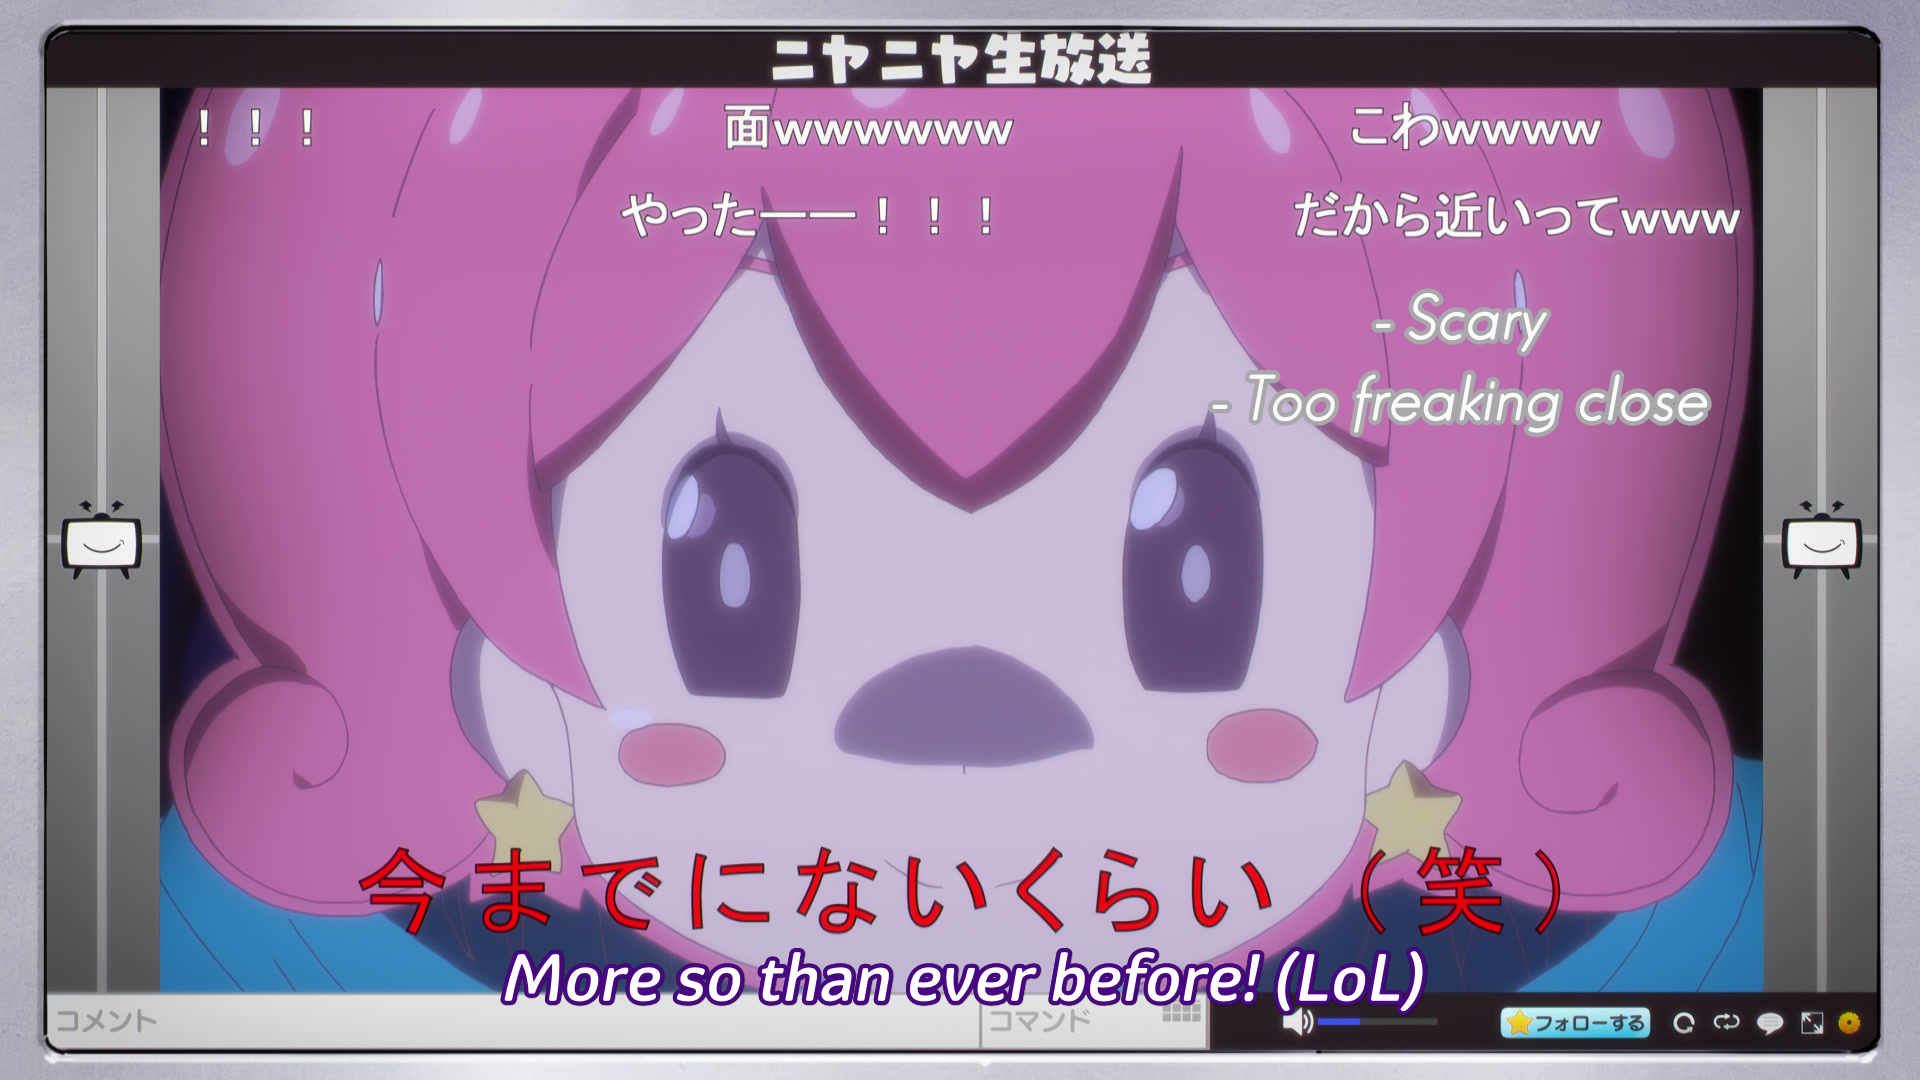 ニヤニヤ生放送
！！！
面wwwwww
こわwwww
やったーー！！！
だから近いってwww
- Scary
- Too freaking close
今までにないくらい（笑）
More so than ever before! (LoL)
コメント
コマンド
フォローする